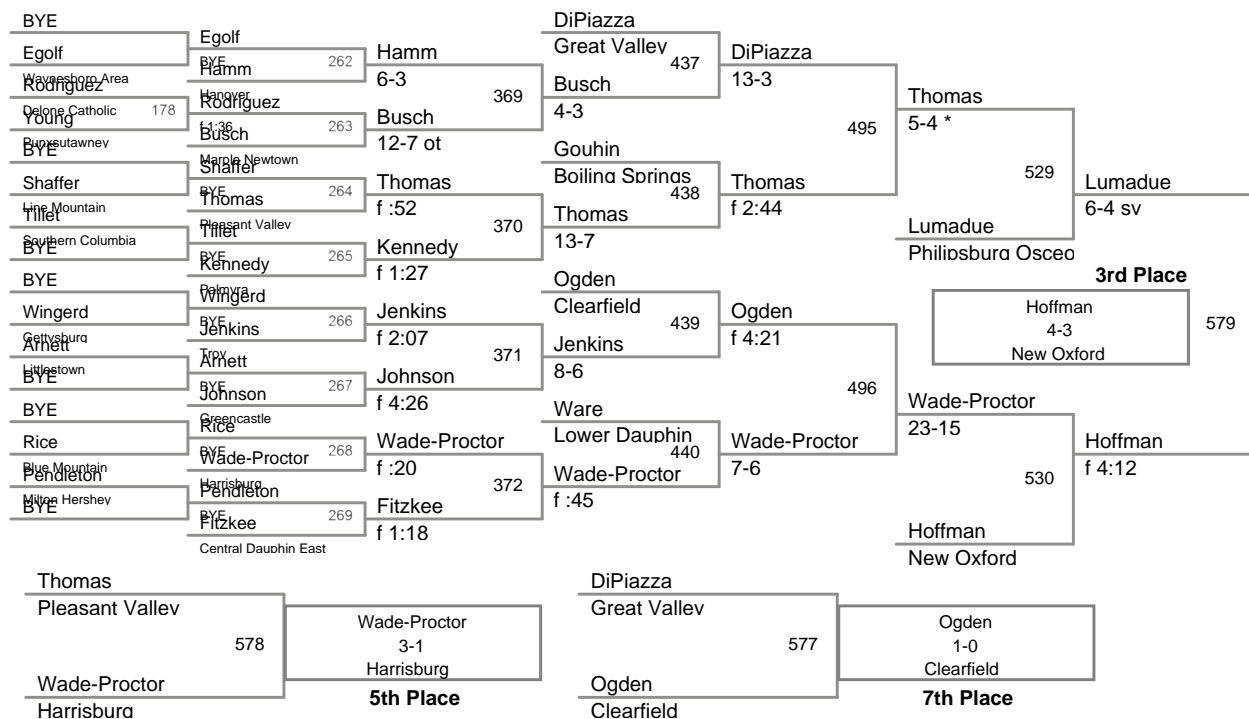 BYE
Egolf
Waynesboro Area
Rodriguez
Delone Catholic
178
Young
Punxsutawney
BYE
Shaffer
Line Mountain
Tillet
Southern Columbia
BYE
BYE
Wingerd
Gettysburg
Arnett
Littlestown
BYE
BYE
Rice
Blue Mountain
Pendleton
Milton Hershey
BYE
Egolf
BYE
262
Hamm
Hanover
Rodriguez
f 1:36
263
Busch
Marple Newtown
Shaffer
BYE
264
Thomas
Pleasant Valley
Tillet
BYE
265
Kennedy
Palmyra
Wingerd
BYE
266
Jenkins
Troy
Arnett
BYE
267
Johnson
Greencastle
Rice
BYE
268
Wade-Proctor
Harrisburg
Pendleton
BYE
269
Fitzkee
Central Dauphin East
Hamm
6-3
369
Busch
12-7 ot
Thomas
f :52
370
Kennedy
f 1:27
Jenkins
f 2:07
371
Johnson
f 4:26
Wade-Proctor
f :20
372
Fitzkee
f 1:18
DiPiazza
Great Valley
437
Busch
4-3
Gouhin
Boiling Springs
438
Thomas
13-7
Ogden
Clearfield
439
Jenkins
8-6
Ware
Lower Dauphin
440
Wade-Proctor
f :45
DiPiazza
13-3
495
Thomas
f 2:44
Ogden
f 4:21
496
Wade-Proctor
7-6
Thomas
5-4 *
529
Lumadue
Philipsburg Osceo
Wade-Proctor
23-15
530
Hoffman
New Oxford
Lumadue
6-4 sv
3rd Place
Hoffman
4-3
New Oxford
579
Hoffman
f 4:12
Thomas
Pleasant Valley
578
Wade-Proctor
Harrisburg
Wade-Proctor
3-1
Harrisburg
5th Place
DiPiazza
Great Valley
577
Ogden
Clearfield
Ogden
1-0
Clearfield
7th Place